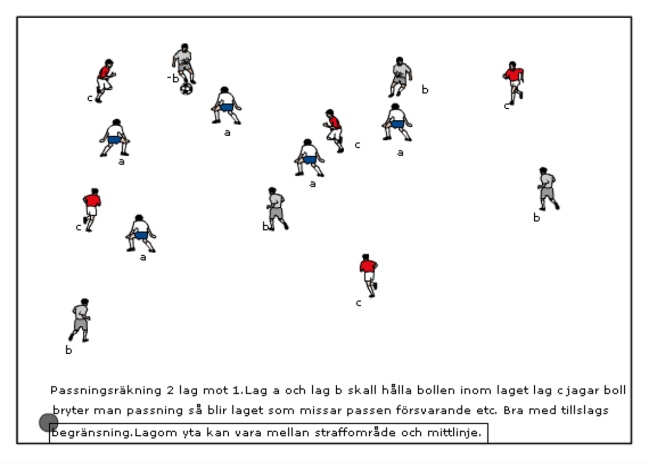 -b
c
b
c
a
a
c
a
a
b
c
b
a
c
b
Passningsräkning 2 lag mot 1.Lag a och lag b skall hålla bollen inom laget lag c jagar boll
bryter man passning så blir laget som missar passen försvarande etc. Bra med tillslags
begränsning.Lagom yta kan vara mellan straffområde och mittlinje.